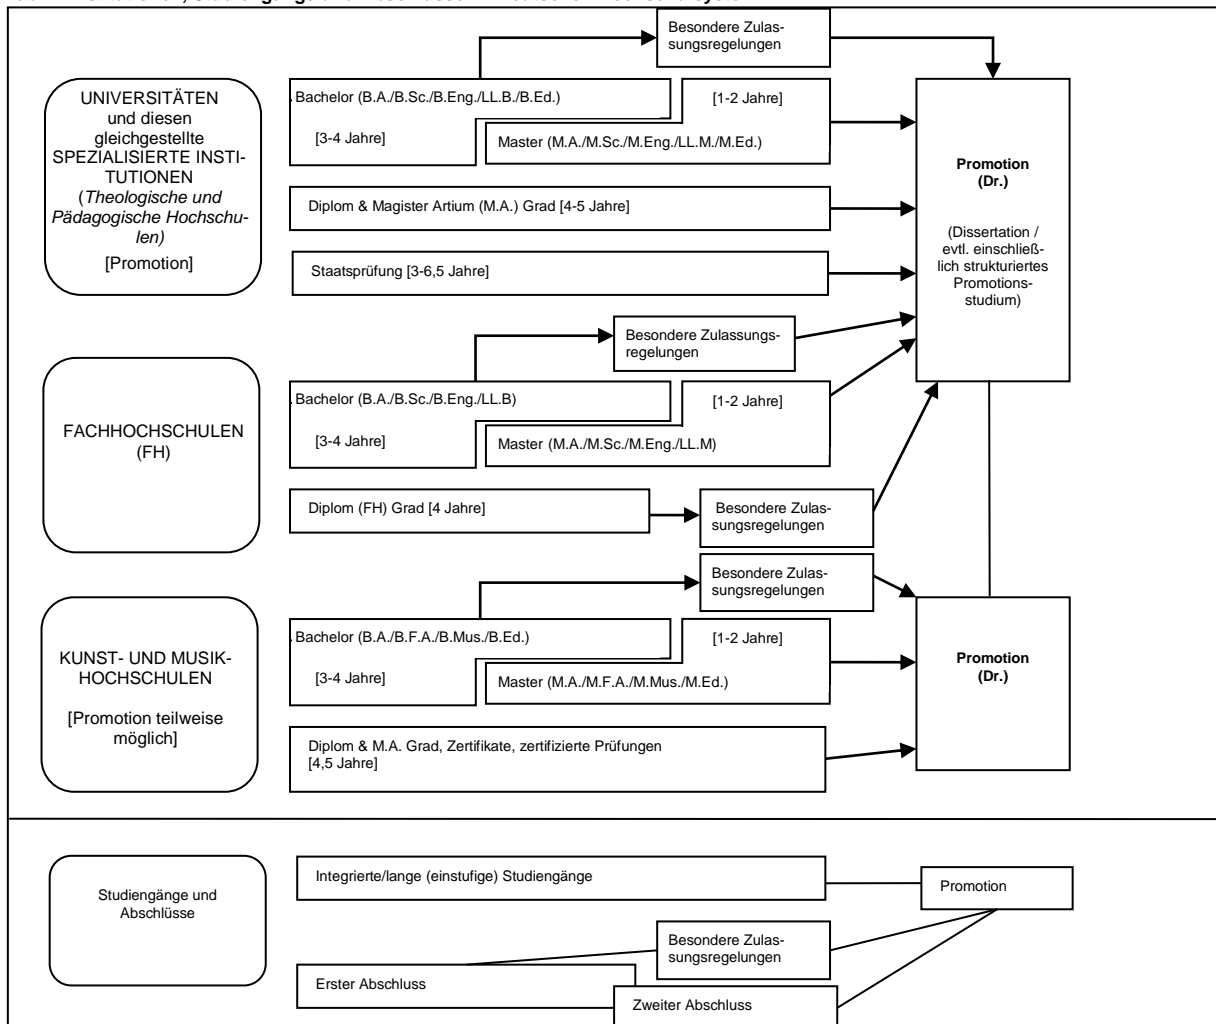 Besondere Zulas-
sungsregelungen
UNIVERSITÄTEN
und diesen
gleichgestellte
SPEZIALISIERTE INSTI-
TUTIONEN
(Theologische und
Pädagogische Hochschu-
len)
[Promotion]
Bachelor (B.A./B.Sc./B.Eng./LL.B./B.Ed.)
[3-4 Jahre]
[1-2 Jahre]
Master (M.A./M.Sc./M.Eng./LL.M./M.Ed.)
Diplom & Magister Artium (M.A.) Grad [4-5 Jahre]
Staatsprüfung [3-6,5 Jahre]
Promotion
(Dr.)
(Dissertation /
evtl. einschließ-
lich strukturiertes
Promotions-
studium)
FACHHOCHSCHULEN
(FH)
Besondere Zulassungs-
regelungen
Bachelor (B.A./B.Sc./B.Eng./LL.B)
[3-4 Jahre]
[1-2 Jahre]
Master (M.A./M.Sc./M.Eng./LL.M)
Diplom (FH) Grad [4 Jahre]
Besondere Zulas-
sungsregelungen
KUNST- UND MUSIK-
HOCHSCHULEN
[Promotion teilweise
möglich]
Besondere Zulas-
sungsregelungen
Bachelor (B.A./B.F.A./B.Mus./B.Ed.)
[3-4 Jahre]
[1-2 Jahre]
Master (M.A./M.F.A./M.Mus./M.Ed.)
Diplom & M.A. Grad, Zertifikate, zertifizierte Prüfungen
[4,5 Jahre]
Promotion
(Dr.)
Studiengänge und
Abschlüsse
Integrierte/lange (einstufige) Studiengänge
Promotion
Besondere Zulas-
sungsregelungen
Erster Abschluss
Zweiter Abschluss